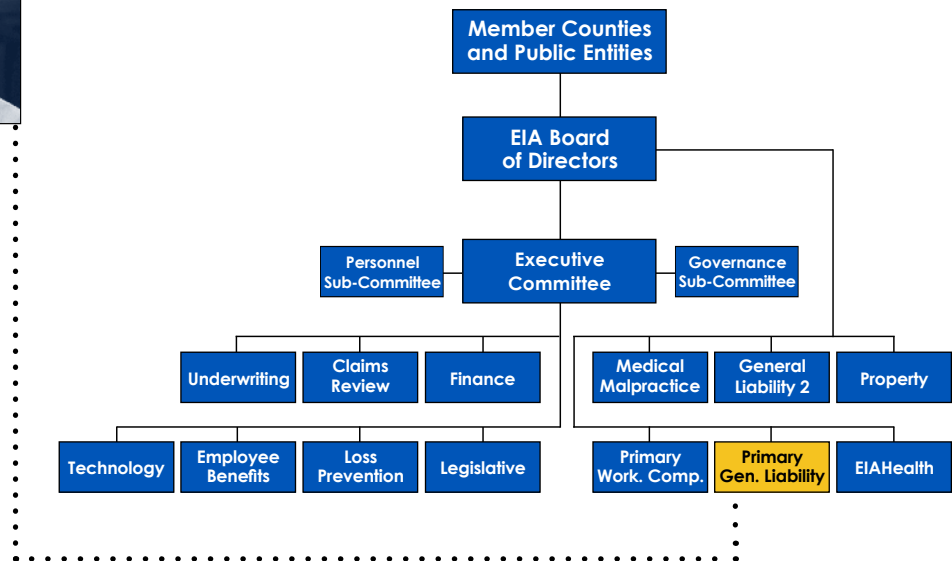 Member Counties
and Public Entities
EIA Board
of Directors
Personnel
Sub-Committee
Executive
Committee
Governance
Sub-Committee
Underwriting
Claims
Review
Finance
Medical
Malpractice
General
Liability 2
Property
Technology
Employee
Benefits
Loss
Prevention
Legislative
Primary
Work. Comp.
Primary
Gen. Liability
EIAHealth